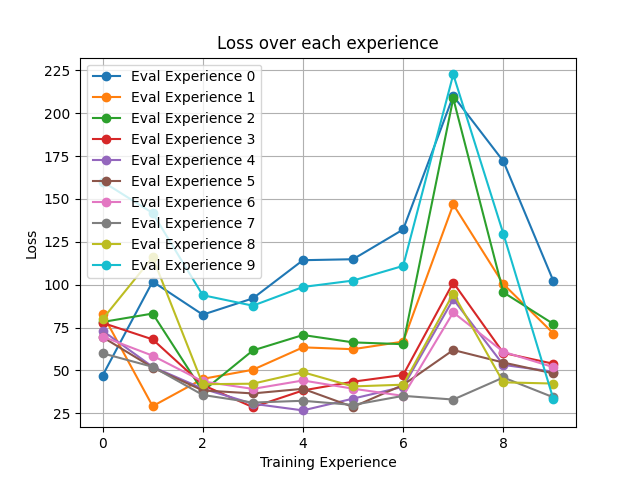 Loss over each experience
225
200
175
150
125
100
75
50
25
Loss
Eval Experience 0
Eval Experience 1
Eval Experience 2
Eval Experience 3
Eval Experience 4
Eval Experience 5
Eval Experience 6
Eval Experience 7
Eval Experience 8
Eval Experience 9
0 2 4 6 8
Training Experience